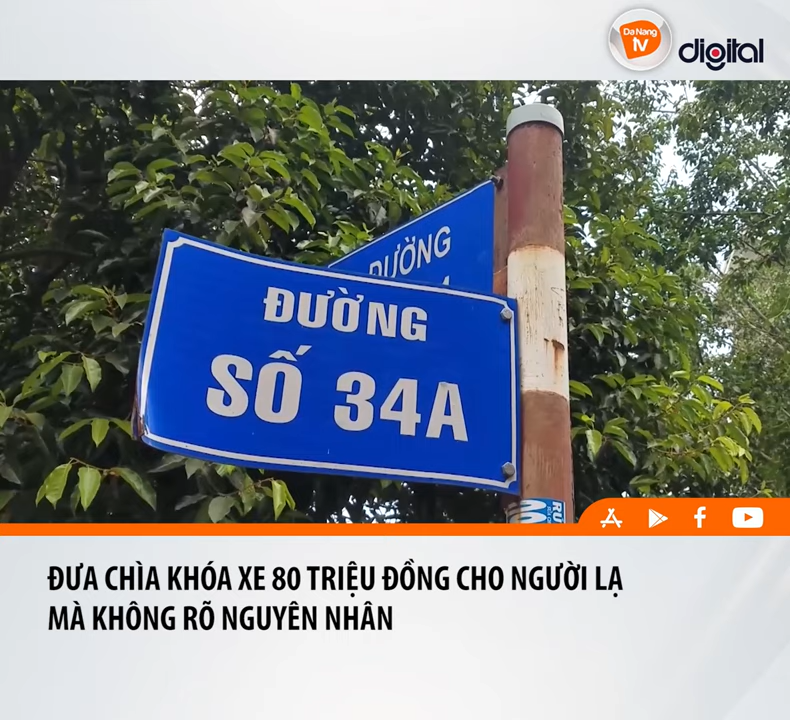 Da Nang
tv
digital
ĐƯỜNG
ĐƯỜNG
SỐ 34A
ĐƯA CHÌA KHÓA XE 80 TRIỆU ĐỒNG CHO NGƯỜI LẠ
MÀ KHÔNG RÕ NGUYÊN NHÂN